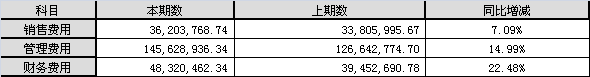 科目 本期数 上期数 同比增减
销售费用 36,203,768.74 33,805,995.67 7.09%
管理费用 145,628,936.34 126,642,774.70 14.99%
财务费用 48,320,462.34 39,452,690.78 22.48%